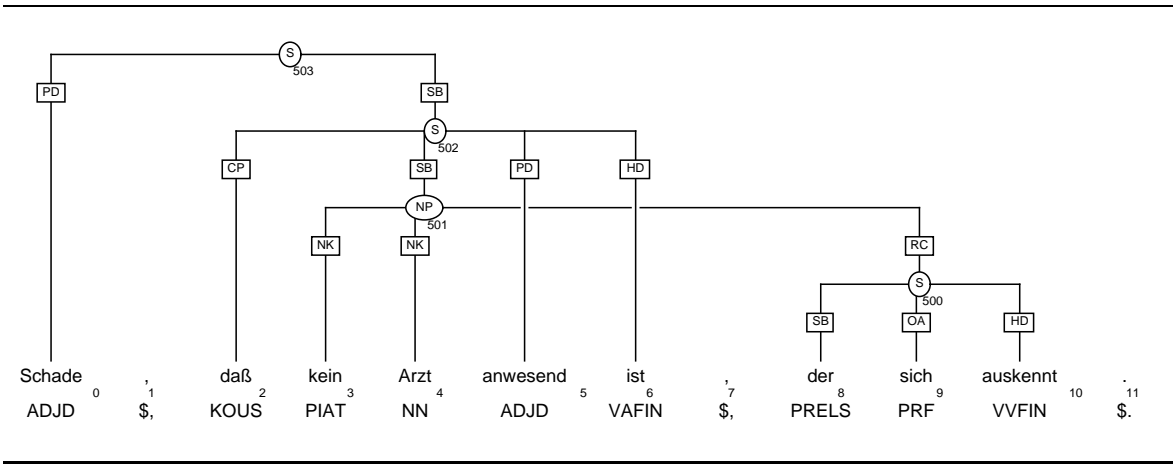 S
503
PD SB
S
502
CP SB PD HD
NP
501
NK NK RC
S
500
SB OA HD
Schade , daß kein Arzt anwesend ist , der sich auskennt .
0 1 2 3 4 5 6 7 8 9 10 11
ADJD $, KOUS PIAT NN ADJD VAFIN $, PRELS PRF VVFIN $.